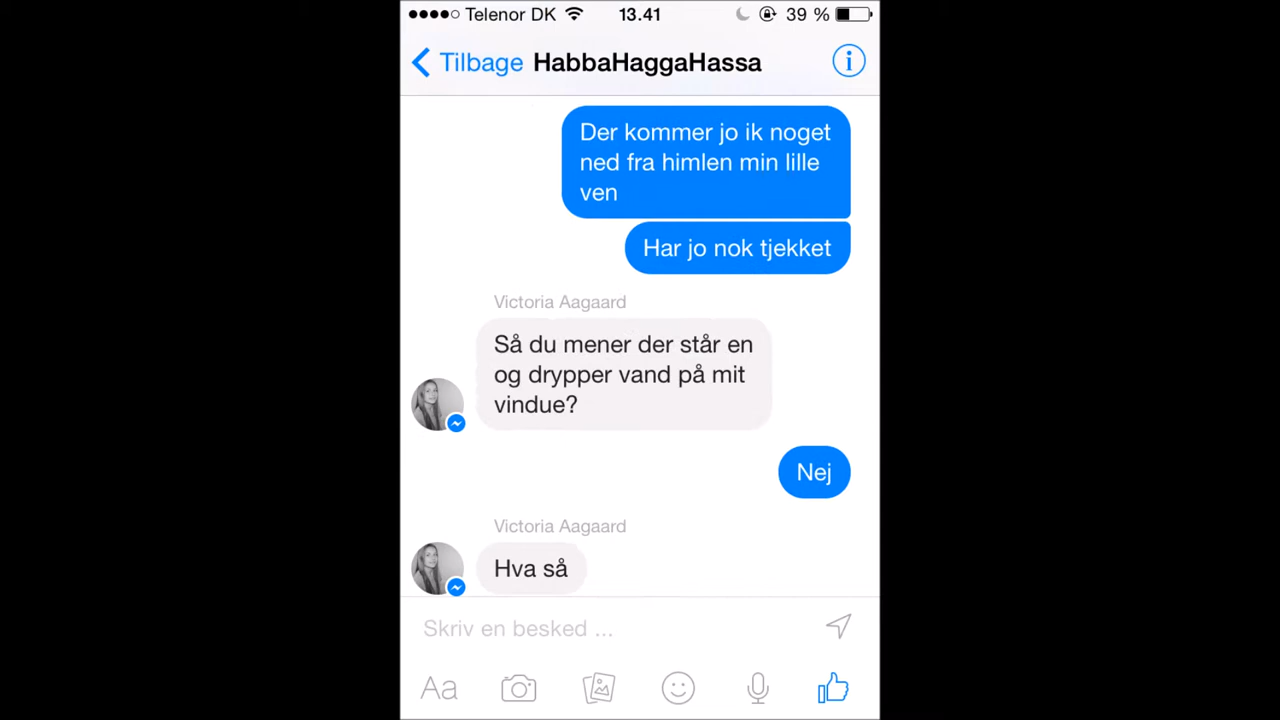 Telenor DK 13.41 39 %
Tilbage HabbaHaggaHassa
Der kommer jo ik noget
ned fra himlen min lille
ven
Har jo nok tjekket
Victoria Aagaard
Så du mener der står en
og drypper vand på mit
vindue?
Nej
Victoria Aagaard
Hva så
Skriv en besked ...
Aa